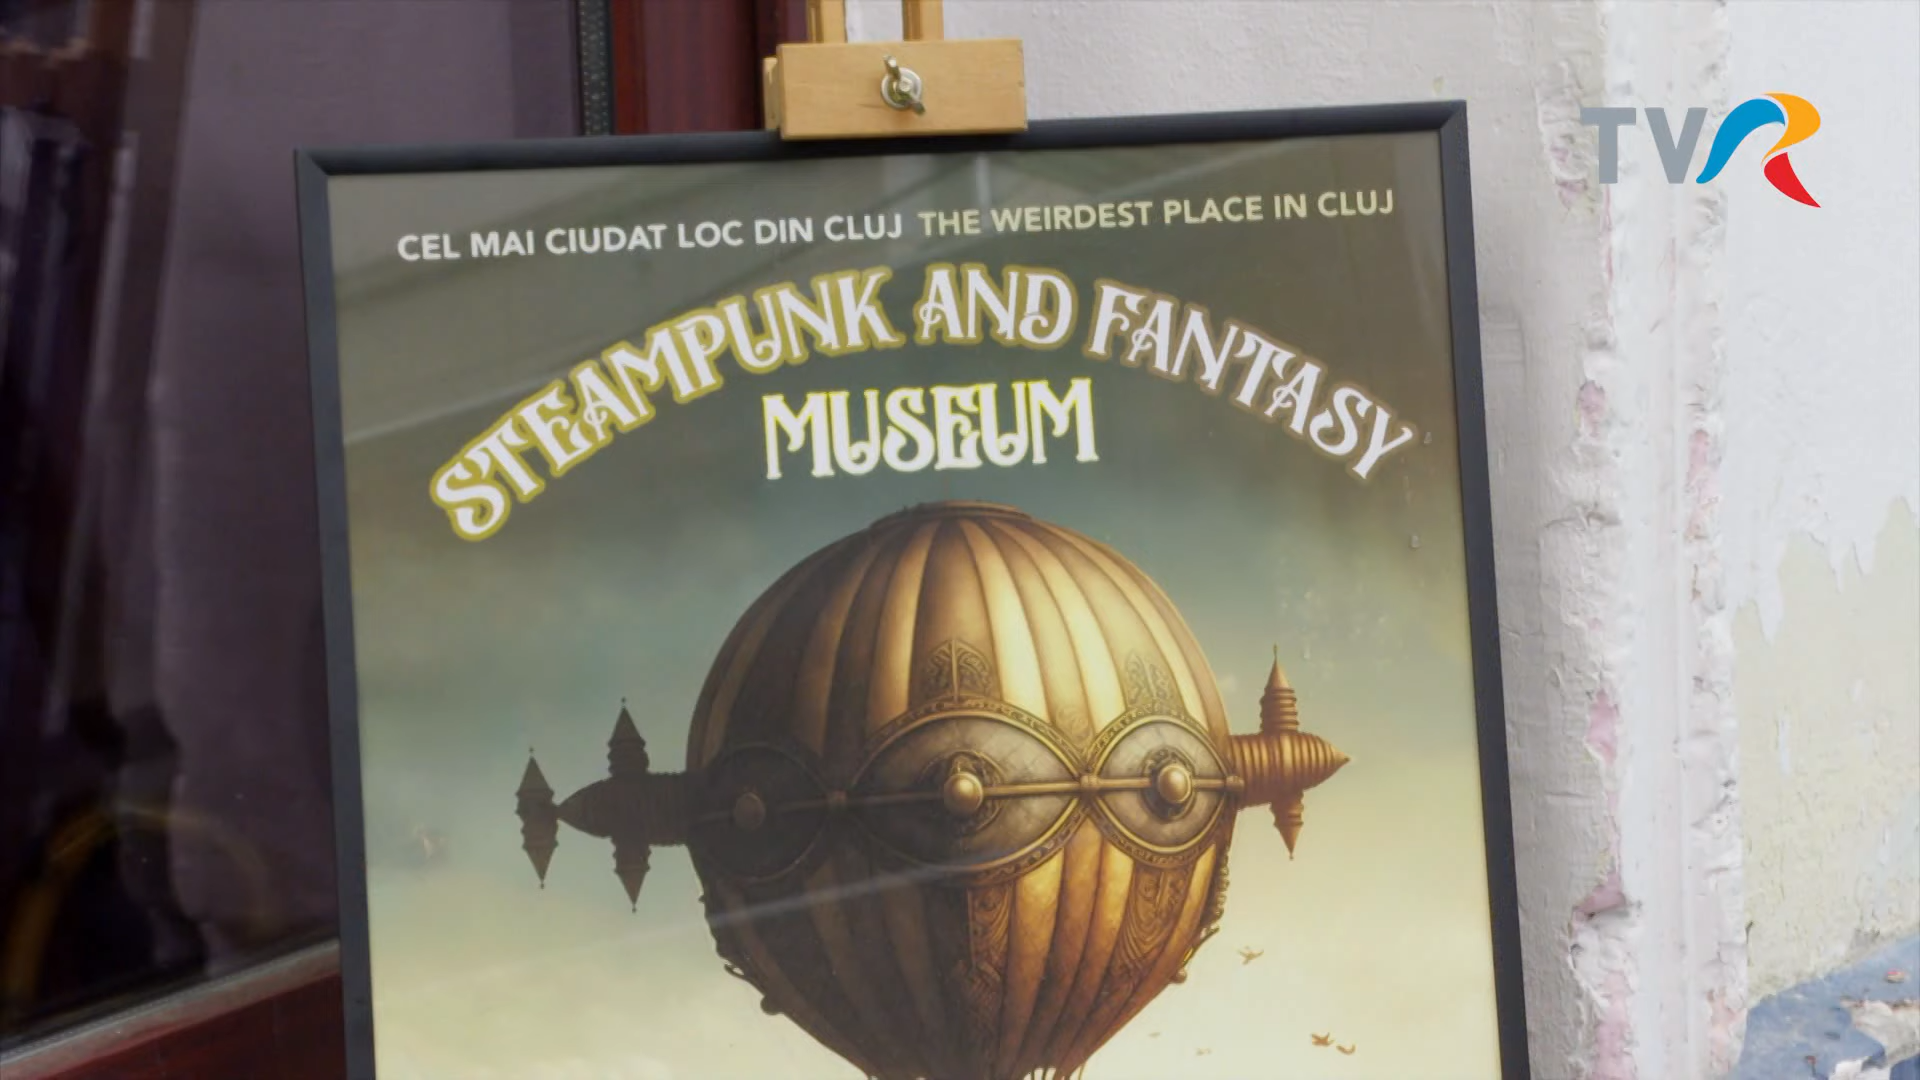 TVR
CEL MAI CIUDAT LOC DIN CLUJ THE WEIRDEST PLACE IN CLUJ
STEAMPUNK AND FANTASY
MUSEUM